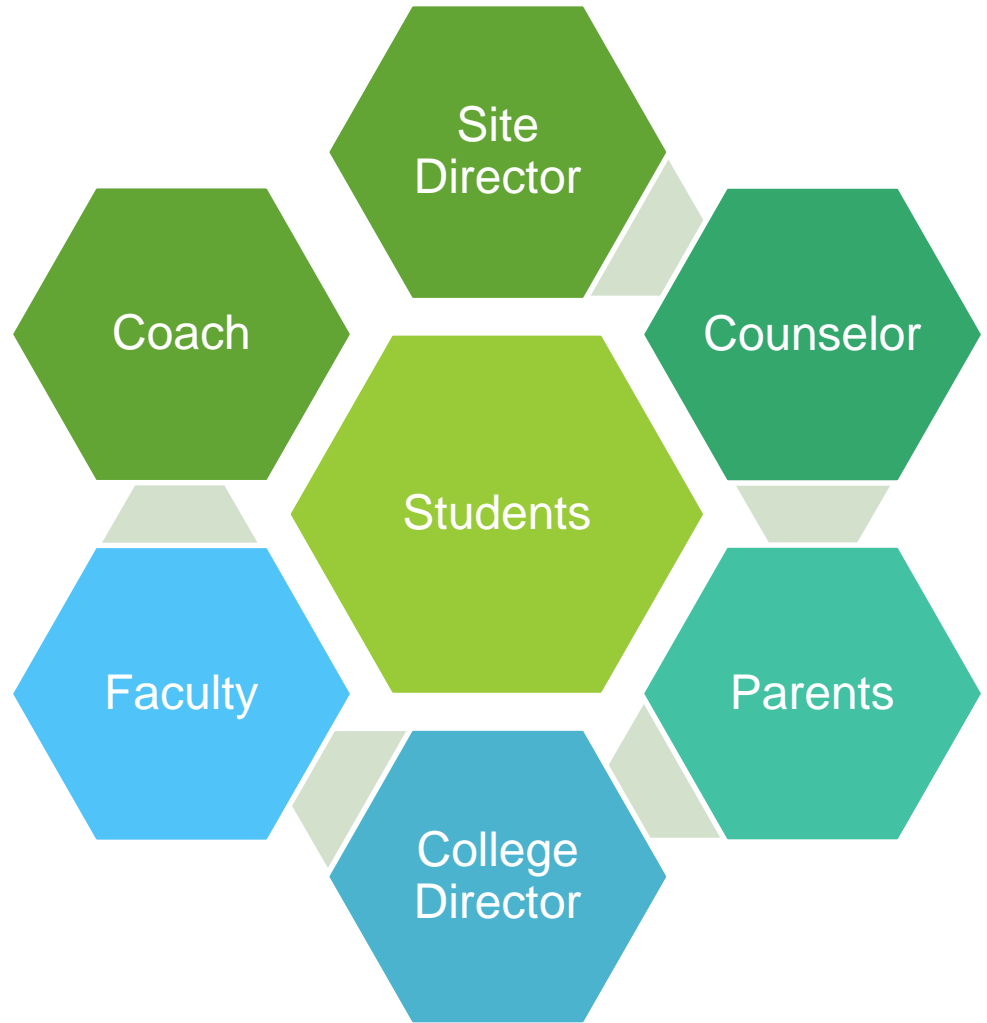 Site
Director
Coach
Counselor
Students
Faculty
Parents
College
Director